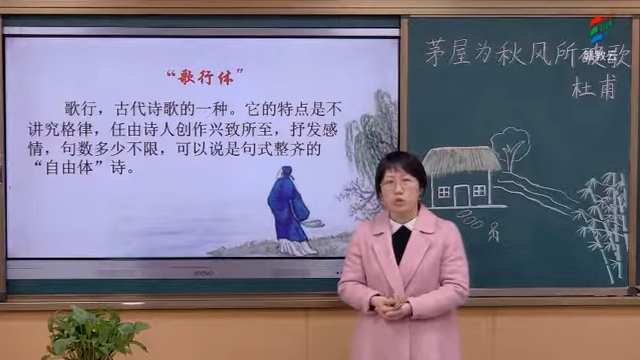 “歌行体”
歌行，古代诗歌的一种。它的特点是不
讲究格律，任由诗人创作兴致所至，抒发感
情，句数多少不限，可以说是句式整齐的
“自由体”诗。
茅屋为秋风所破歌
杜甫